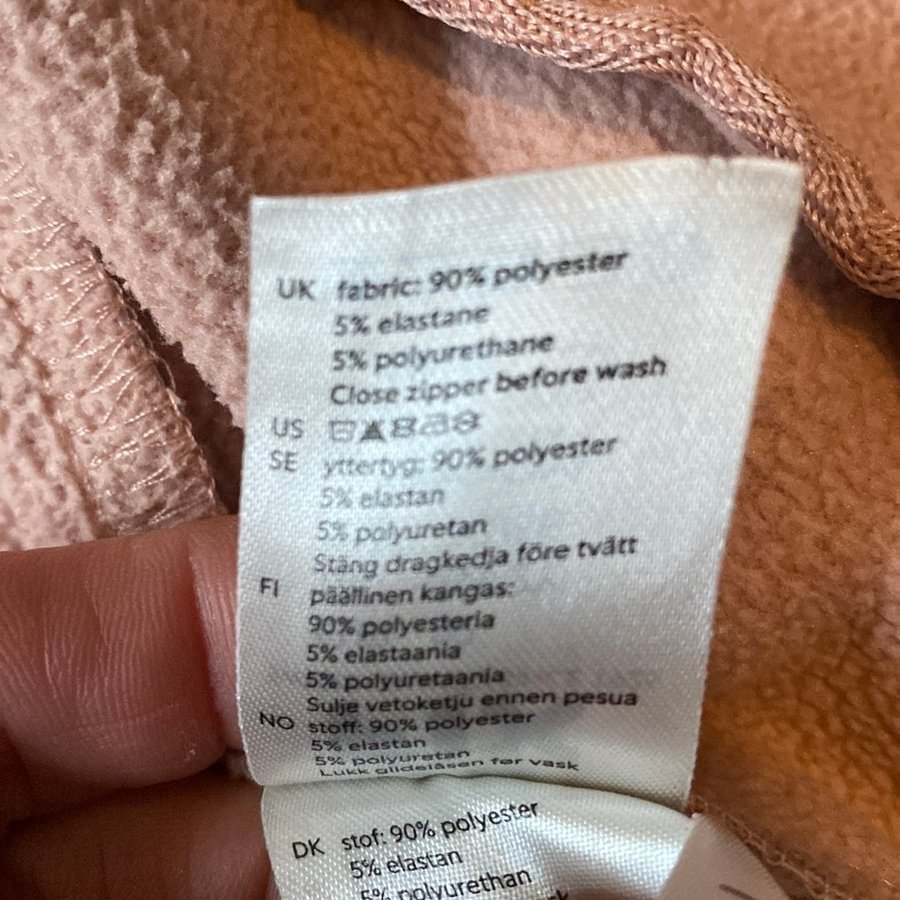 UK fabric: 90% polyester
5% elastane
5% polyurethane
Close zipper before wash
US
SE yttertyg: 90% polyester
5% elastan
5% polyuretan
Stäng dragkedja före tvätt
FI päällinen kangas:
90% polyesteria
5% elastaania
5% polyuretaania
Sulje vetoketju ennen pesua
NO stoff: 90% polyester
5% elastan
5% polyuretan
Lukk glidelåsen før vask
DK stof: 90% polyester
5% elastan
5% polyurethan